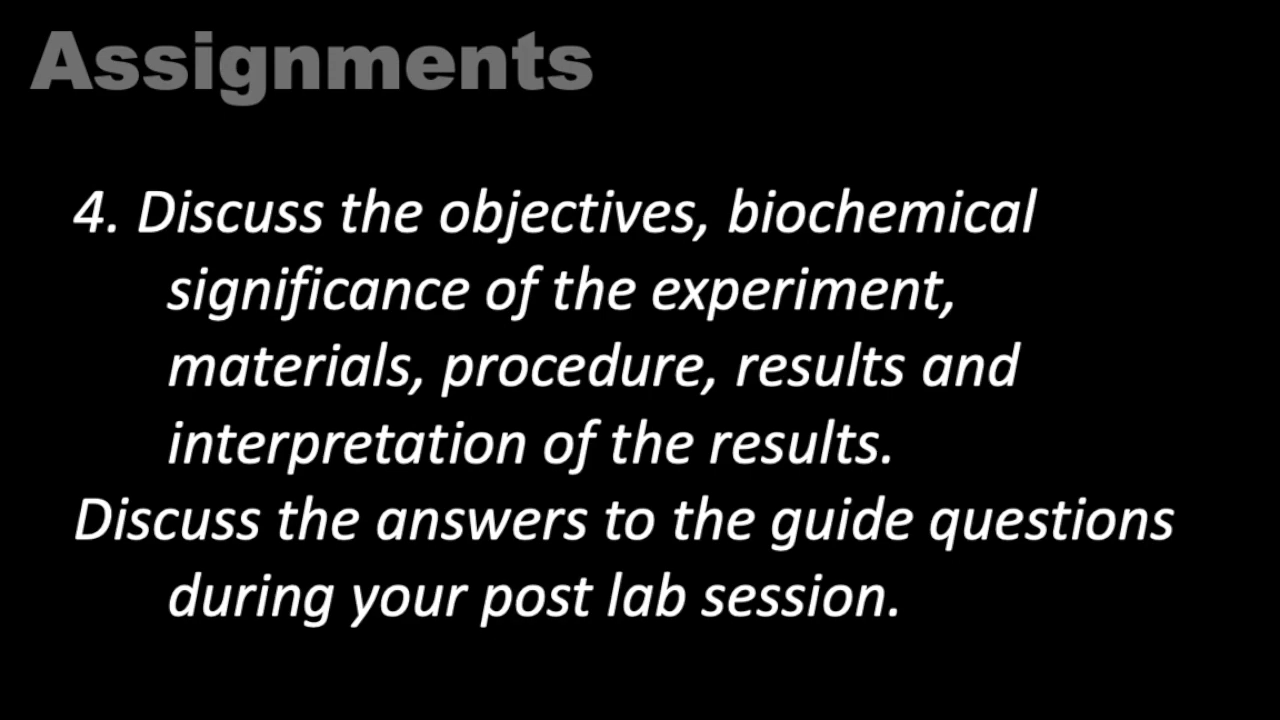 Assignments
4. Discuss the objectives, biochemical
significance of the experiment,
materials, procedure, results and
interpretation of the results.
Discuss the answers to the guide questions
during your post lab session.